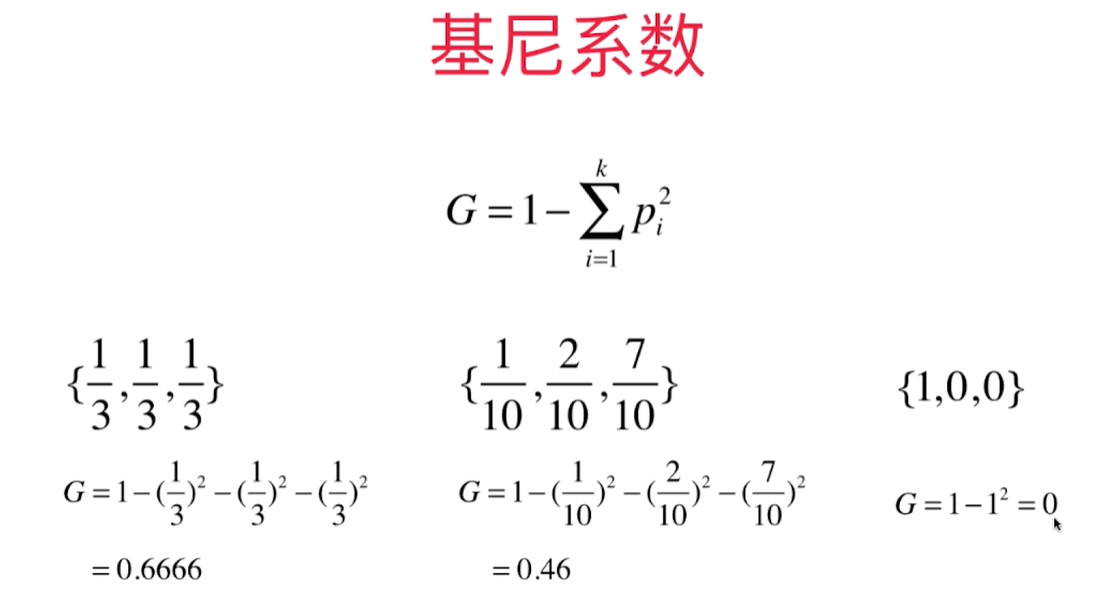 基尼系数
G = 1 - \sum_{i=1}^{k} p_i^2
{\frac{1}{3}, \frac{1}{3}, \frac{1}{3}} {\frac{1}{10}, \frac{2}{10}, \frac{7}{10}} {1,0,0}
G = 1 - (\frac{1}{3})^2 - (\frac{1}{3})^2 - (\frac{1}{3})^2 G = 1 - (\frac{1}{10})^2 - (\frac{2}{10})^2 - (\frac{7}{10})^2 G = 1 - 1^2 = 0
= 0.6666 = 0.46